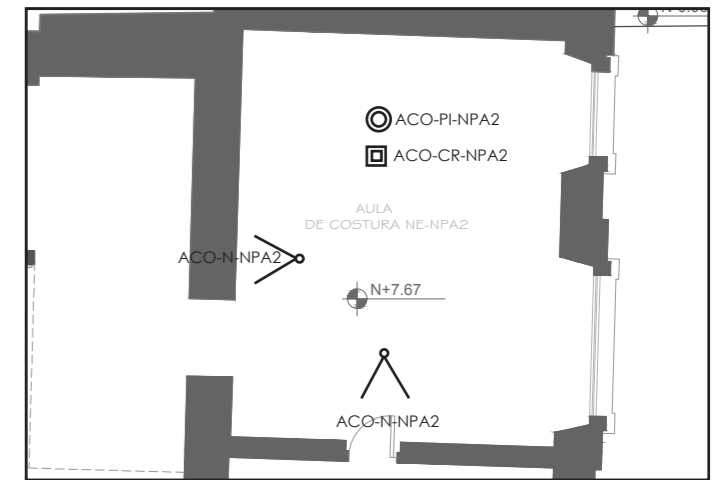 ACO-PI-NPA2
ACO-CR-NPA2
AULA
DE COSTURA NE-NPA2
ACO-N-NPA2
N+7.67
ACO-N-NPA2